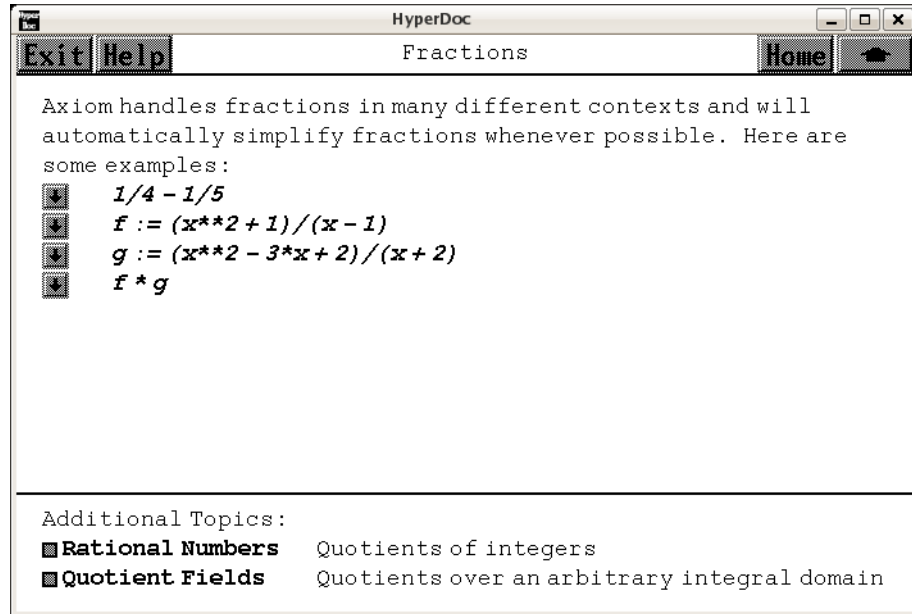 Hyper Doc HyperDoc
Exit Help Fractions Home
Axiom handles fractions in many different contexts and will
automatically simplify fractions whenever possible. Here are
some examples:
1/4 - 1/5
f := (x**2 + 1)/(x - 1)
g := (x**2 - 3*x + 2)/(x + 2)
f * g
Additional Topics:
Rational Numbers Quotients of integers
Quotient Fields Quotients over an arbitrary integral domain